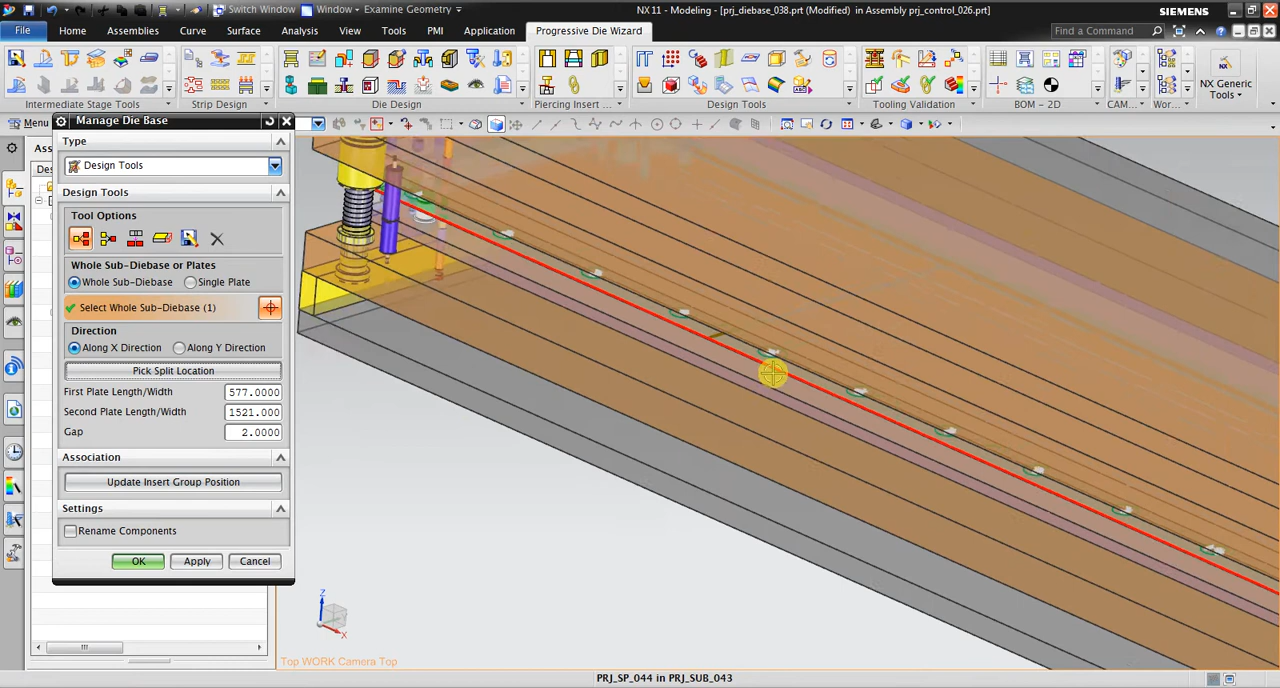 Switch Window Window Examine Geometry NX 11 - Modeling - [prj_diebase_038.prt (Modified) in Assembly prj_control_026.prt] SIEMENS
File Home Assemblies Curve Surface Analysis View Tools PMI Application Progressive Die Wizard Find a Command
NX Generic
Tools
Intermediate Stage Tools Strip Design Die Design Piercing Insert ... Design Tools Tooling Validation BOM - 2D CAM... Wor...
Menu
Manage Die Base
Type
Design Tools
Design Tools
Tool Options
Whole Sub-Diebase or Plates
Whole Sub-Diebase Single Plate
Select Whole Sub-Diebase (1)
Direction
Along X Direction Along Y Direction
Pick Split Location
First Plate Length/Width 577.0000
Second Plate Length/Width 1521.000
Gap 2.0000
Association
Update Insert Group Position
Settings
Rename Components
OK Apply Cancel
Ass
Des
Z
X
Top WORK Camera Top
PRJ_SP_044 in PRJ_SUB_043